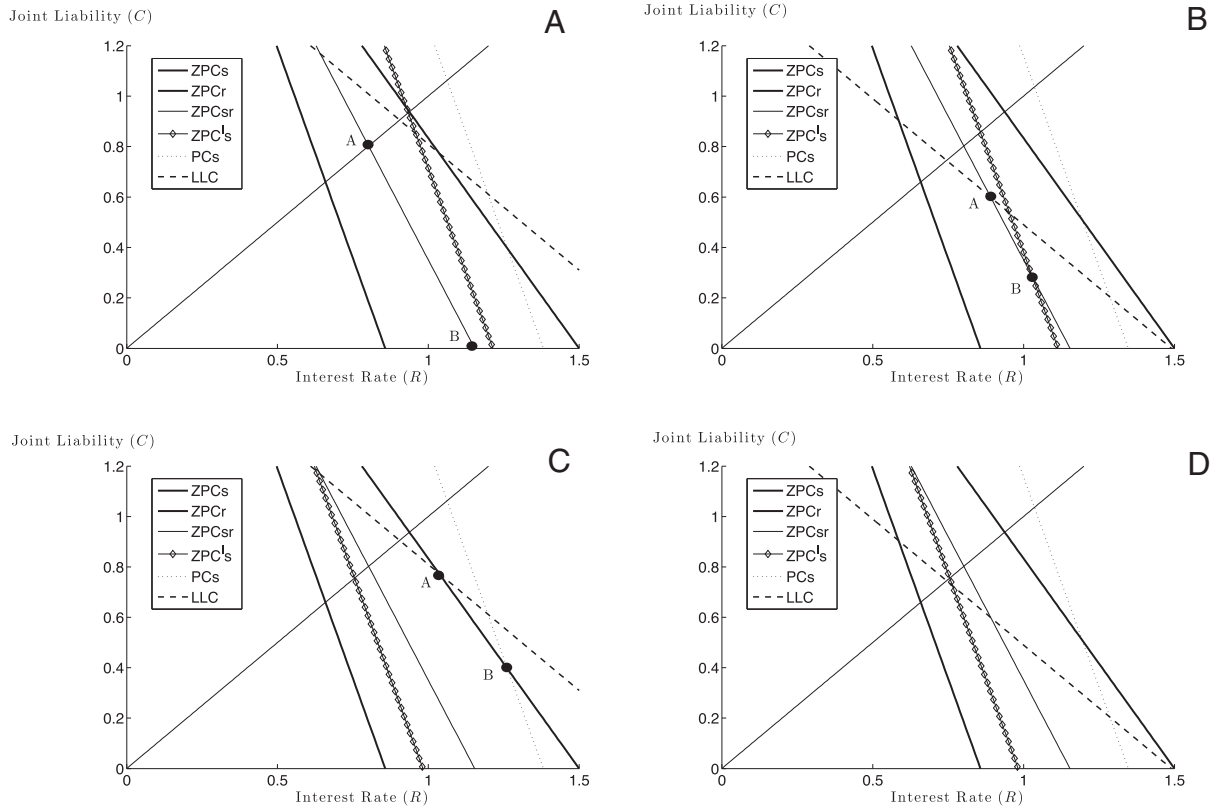 Joint Liability (C)
A
1.2
1
0.8
0.6
0.4
0.2
0
ZPCs
ZPCr
ZPCsr
ZPC^I s
PCs
LLC
A
B
0
0.5
1
1.5
Interest Rate (R)
Joint Liability (C)
B
1.2
1
0.8
0.6
0.4
0.2
0
ZPCs
ZPCr
ZPCsr
ZPC^I s
PCs
LLC
A
B
0
0.5
1
1.5
Interest Rate (R)
Joint Liability (C)
C
1.2
1
0.8
0.6
0.4
0.2
0
ZPCs
ZPCr
ZPCsr
ZPC^I s
PCs
LLC
A
B
0
0.5
1
1.5
Interest Rate (R)
Joint Liability (C)
D
1.2
1
0.8
0.6
0.4
0.2
0
ZPCs
ZPCr
ZPCsr
ZPC^I s
PCs
LLC
0
0.5
1
1.5
Interest Rate (R)